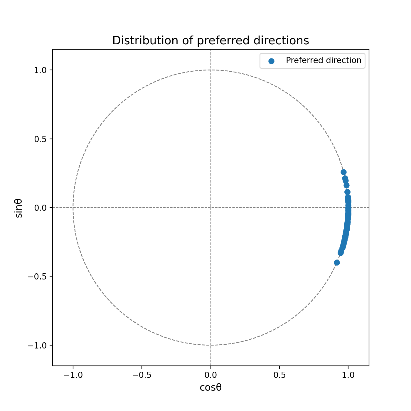 Distribution of preferred directions
Preferred direction
1.0
0.5
0.0
−0.5
−1.0
sinθ
−1.0
−0.5
0.0
0.5
1.0
cosθ